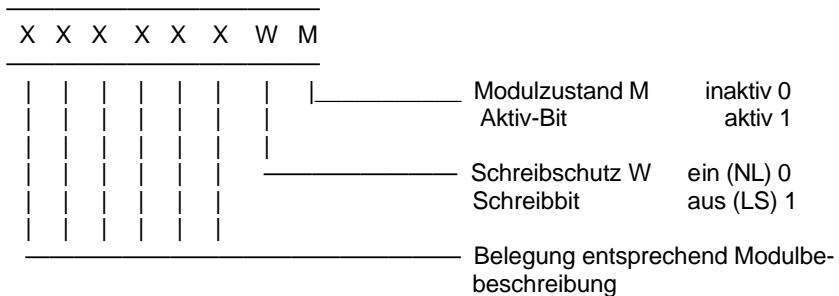 X X X X X X W M
Modulzustand M inaktiv 0
Aktiv-Bit aktiv 1
Schreibschutz W ein (NL) 0
Schreibbit aus (LS) 1
Belegung entsprechend Modulbe-
beschreibung